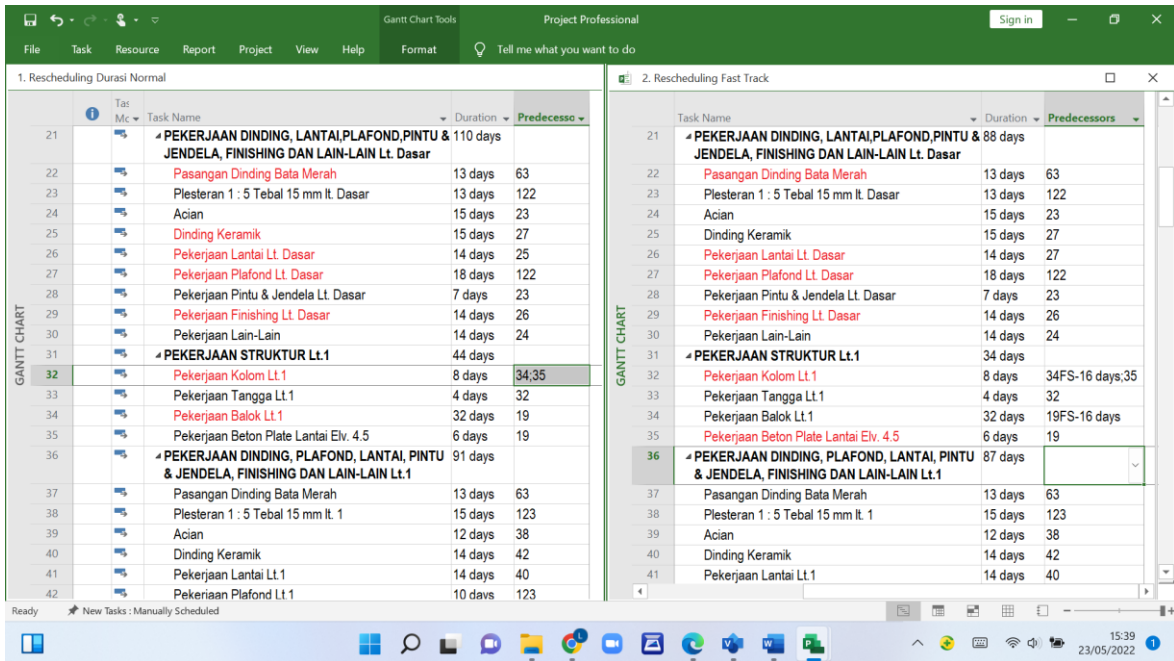 Gantt Chart Tools
Project Professional
Sign in
File Task Resource Report Project View Help Format Tell me what you want to do
1. Rescheduling Durasi Normal
Tas
Mc Task Name Duration Predecesso
21 PEKERJAAN DINDING, LANTAI,PLAFOND,PINTU & 110 days
JENDELA, FINISHING DAN LAIN-LAIN Lt. Dasar
22 Pasangan Dinding Bata Merah 13 days 63
23 Plesteran 1 : 5 Tebal 15 mm lt. Dasar 13 days 122
24 Acian 15 days 23
25 Dinding Keramik 15 days 27
26 Pekerjaan Lantai Lt. Dasar 14 days 25
27 Pekerjaan Plafond Lt. Dasar 18 days 122
28 Pekerjaan Pintu & Jendela Lt. Dasar 7 days 23
29 Pekerjaan Finishing Lt. Dasar 14 days 26
30 Pekerjaan Lain-Lain 14 days 24
31 PEKERJAAN STRUKTUR Lt.1 44 days
32 Pekerjaan Kolom Lt.1 8 days 34;35
33 Pekerjaan Tangga Lt.1 4 days 32
34 Pekerjaan Balok Lt.1 32 days 19
35 Pekerjaan Beton Plate Lantai Elv. 4.5 6 days 19
36 PEKERJAAN DINDING, PLAFOND, LANTAI, PINTU 91 days
& JENDELA, FINISHING DAN LAIN-LAIN Lt.1
37 Pasangan Dinding Bata Merah 13 days 63
38 Plesteran 1 : 5 Tebal 15 mm lt. 1 15 days 123
39 Acian 12 days 38
40 Dinding Keramik 14 days 42
41 Pekerjaan Lantai Lt.1 14 days 40
42 Pekerjaan Plafond Lt.1 10 days 123
GANTT CHART
2. Rescheduling Fast Track
Task Name Duration Predecessors
21 PEKERJAAN DINDING, LANTAI,PLAFOND,PINTU & 88 days
JENDELA, FINISHING DAN LAIN-LAIN Lt. Dasar
22 Pasangan Dinding Bata Merah 13 days 63
23 Plesteran 1 : 5 Tebal 15 mm lt. Dasar 13 days 122
24 Acian 15 days 23
25 Dinding Keramik 15 days 27
26 Pekerjaan Lantai Lt. Dasar 14 days 27
27 Pekerjaan Plafond Lt. Dasar 18 days 122
28 Pekerjaan Pintu & Jendela Lt. Dasar 7 days 23
29 Pekerjaan Finishing Lt. Dasar 14 days 26
30 Pekerjaan Lain-Lain 14 days 24
31 PEKERJAAN STRUKTUR Lt.1 34 days
32 Pekerjaan Kolom Lt.1 8 days 34FS-16 days;35
33 Pekerjaan Tangga Lt.1 4 days 32
34 Pekerjaan Balok Lt.1 32 days 19FS-16 days
35 Pekerjaan Beton Plate Lantai Elv. 4.5 6 days 19
36 PEKERJAAN DINDING, PLAFOND, LANTAI, PINTU 87 days
& JENDELA, FINISHING DAN LAIN-LAIN Lt.1
37 Pasangan Dinding Bata Merah 13 days 63
38 Plesteran 1 : 5 Tebal 15 mm lt. 1 15 days 123
39 Acian 12 days 38
40 Dinding Keramik 14 days 42
41 Pekerjaan Lantai Lt.1 14 days 40
GANTT CHART
Ready New Tasks : Manually Scheduled
15:39
23/05/2022 1